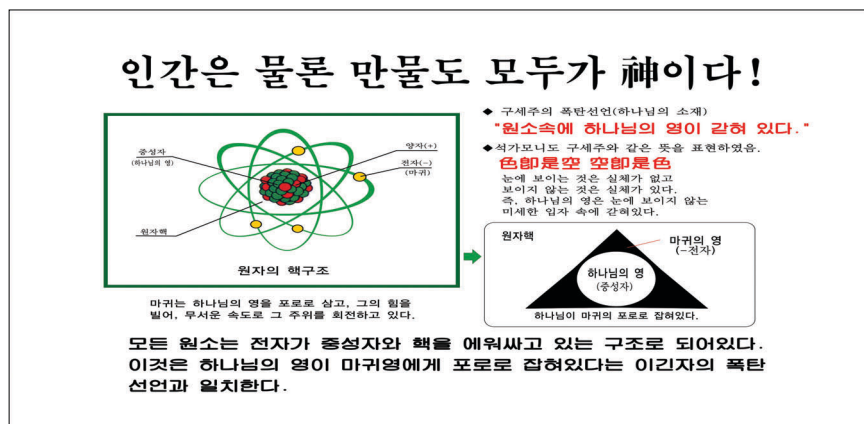 인간은 물론 만물도 모두가 神이다!
중성자
(하나님의 영)
양자(+)
전자(-)
(마귀)
원자핵
원자의 핵구조
마귀는 하나님의 영을 포로로 삼고, 그의 힘을
빌어, 무서운 속도로 그 주위를 회전하고 있다.
◆ 구세주의 폭탄선언(하나님의 소재)
"원소속에 하나님의 영이 갇혀 있다."
◆석가모니도 구세주와 같은 뜻을 표현하였음.
色卽是空 空卽是色
눈에 보이는 것은 실체가 없고
보이지 않는 것은 실체가 있다.
즉, 하나님의 영은 눈에 보이지 않는
미세한 입자 속에 갇혀있다.
원자핵
마귀의 영
(-전자)
하나님의 영
(중성자)
하나님이 마귀의 포로로 잡혀있다.
모든 원소는 전자가 중성자와 핵을 에워싸고 있는 구조로 되어있다.
이것은 하나님의 영이 마귀영에게 포로로 잡혀있다는 이긴자의 폭탄
선언과 일치한다.